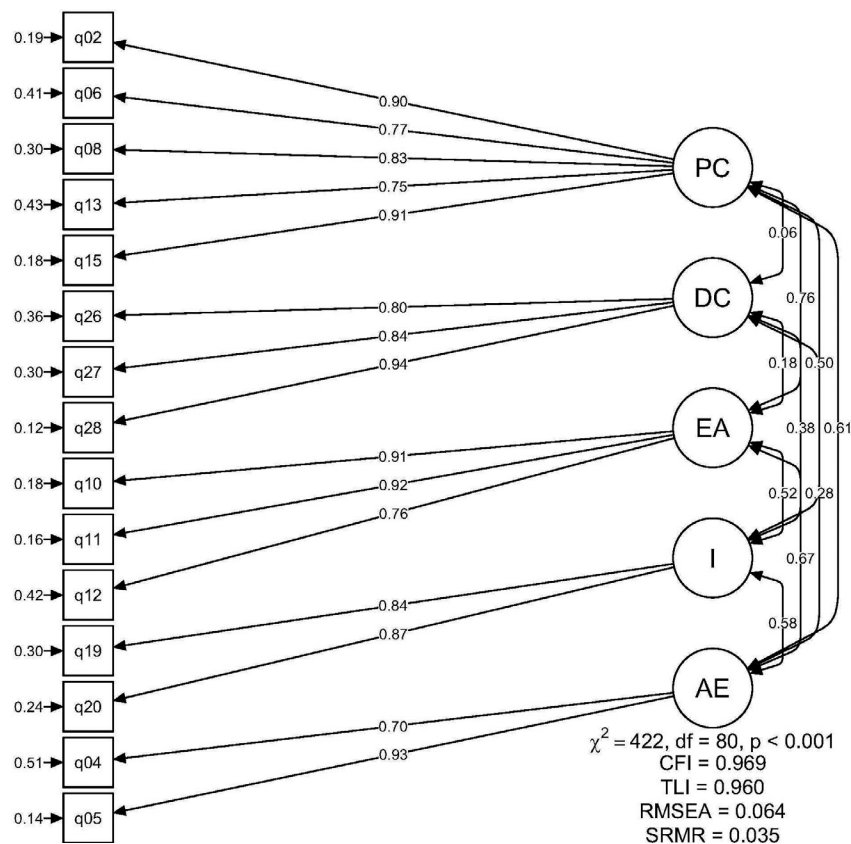 0.19 q02
0.41 q06
0.30 q08
0.43 q13
0.18 q15
0.36 q26
0.30 q27
0.12 q28
0.18 q10
0.16 q11
0.42 q12
0.30 q19
0.24 q20
0.51 q04
0.14 q05
0.90
0.77
0.83
0.75
0.91
0.80
0.84
0.94
0.91
0.92
0.76
0.84
0.87
0.70
0.93
PC
DC
EA
I
AE
0.06
0.76
0.18 0.50
0.38 0.61
0.52 0.28
0.67
0.58
χ² = 422, df = 80, p < 0.001
CFI = 0.969
TLI = 0.960
RMSEA = 0.064
SRMR = 0.035